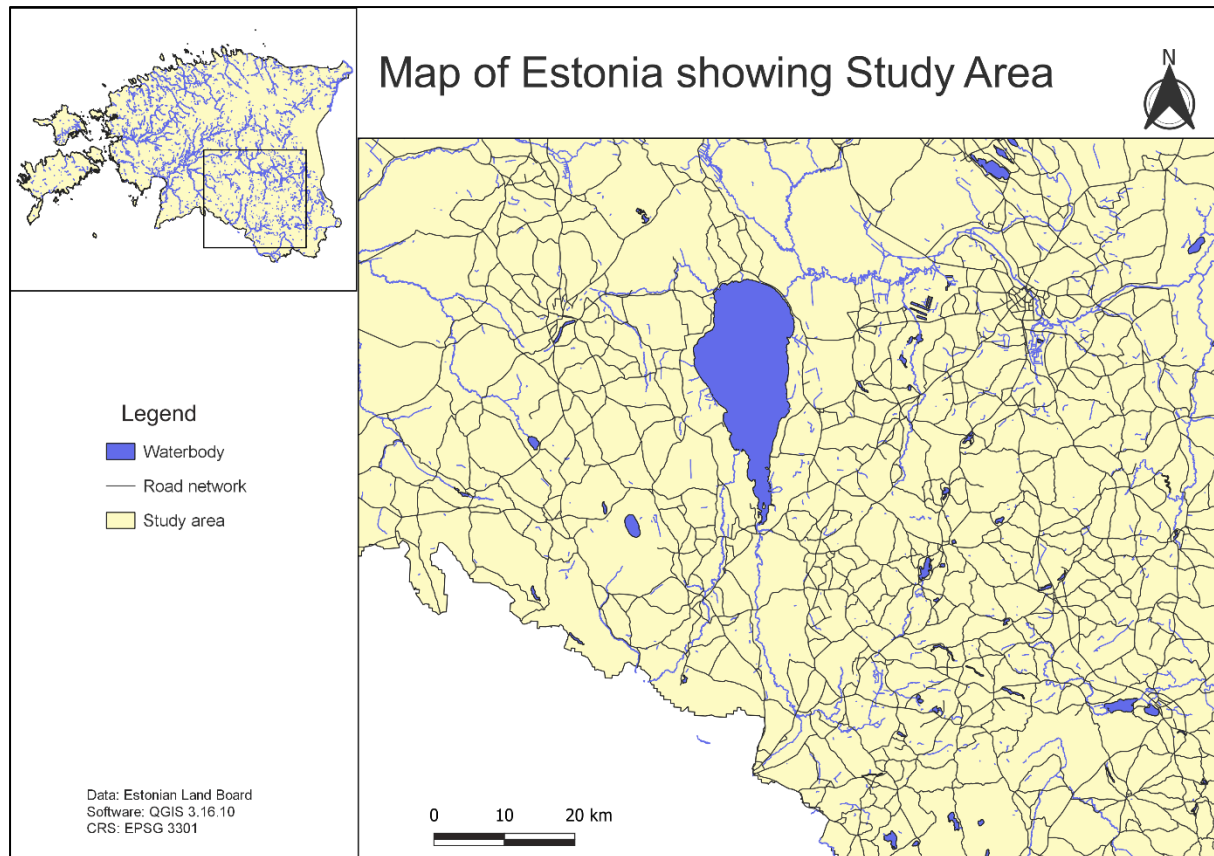 Map of Estonia showing Study Area
N
Legend
Waterbody
Road network
Study area
Data: Estonian Land Board
Software: QGIS 3.16.10
CRS: EPSG 3301
0 10 20 km